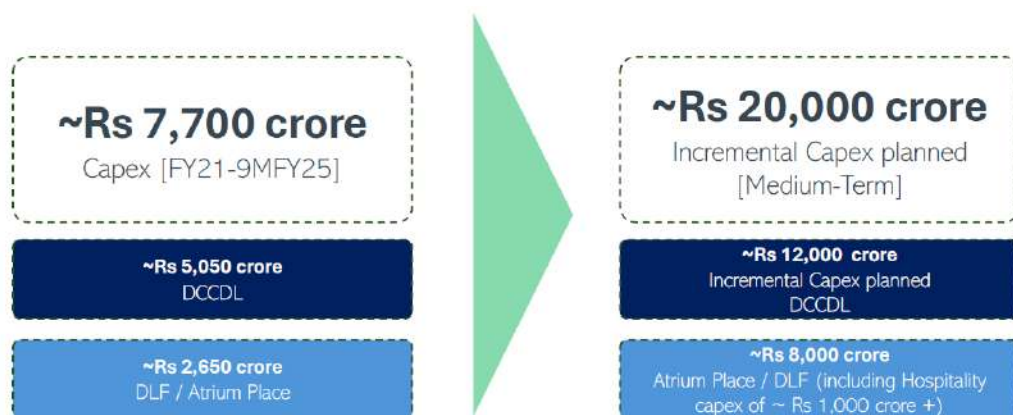 ~Rs 7,700 crore
Capex [FY21-9MFY25]
~Rs 5,050 crore
DCCDL
~Rs 2,650 crore
DLF / Atrium Place
~Rs 20,000 crore
Incremental Capex planned
[Medium-Term]
~Rs 12,000 crore
Incremental Capex planned
DCCDL
~Rs 8,000 crore
Atrium Place / DLF (including Hospitality
capex of ~ Rs 1,000 crore +)